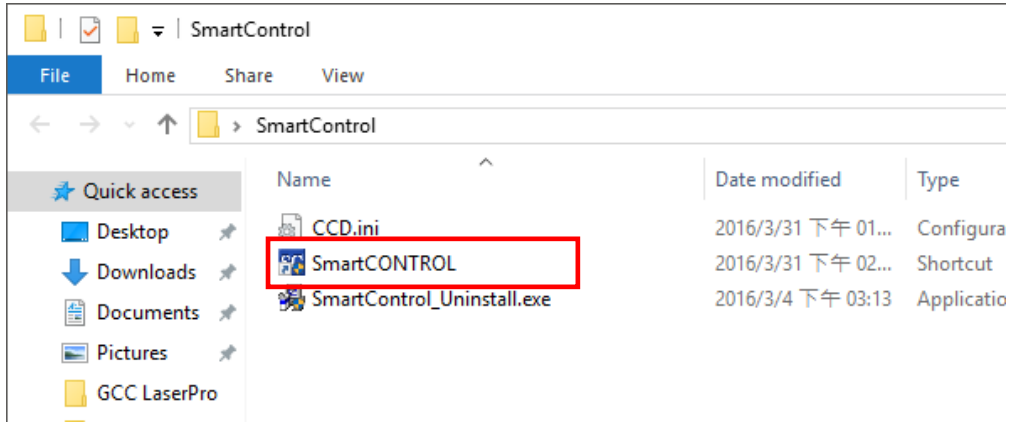 SmartControl
File Home Share View
SmartControl
Name Date modified Type
Quick access
Desktop
Downloads
Documents
Pictures
GCC LaserPro
CCD.ini 2016/3/31 下午 01... Configura
SmartCONTROL 2016/3/31 下午 02... Shortcut
SmartControl_Uninstall.exe 2016/3/4 下午 03:13 Applicatio